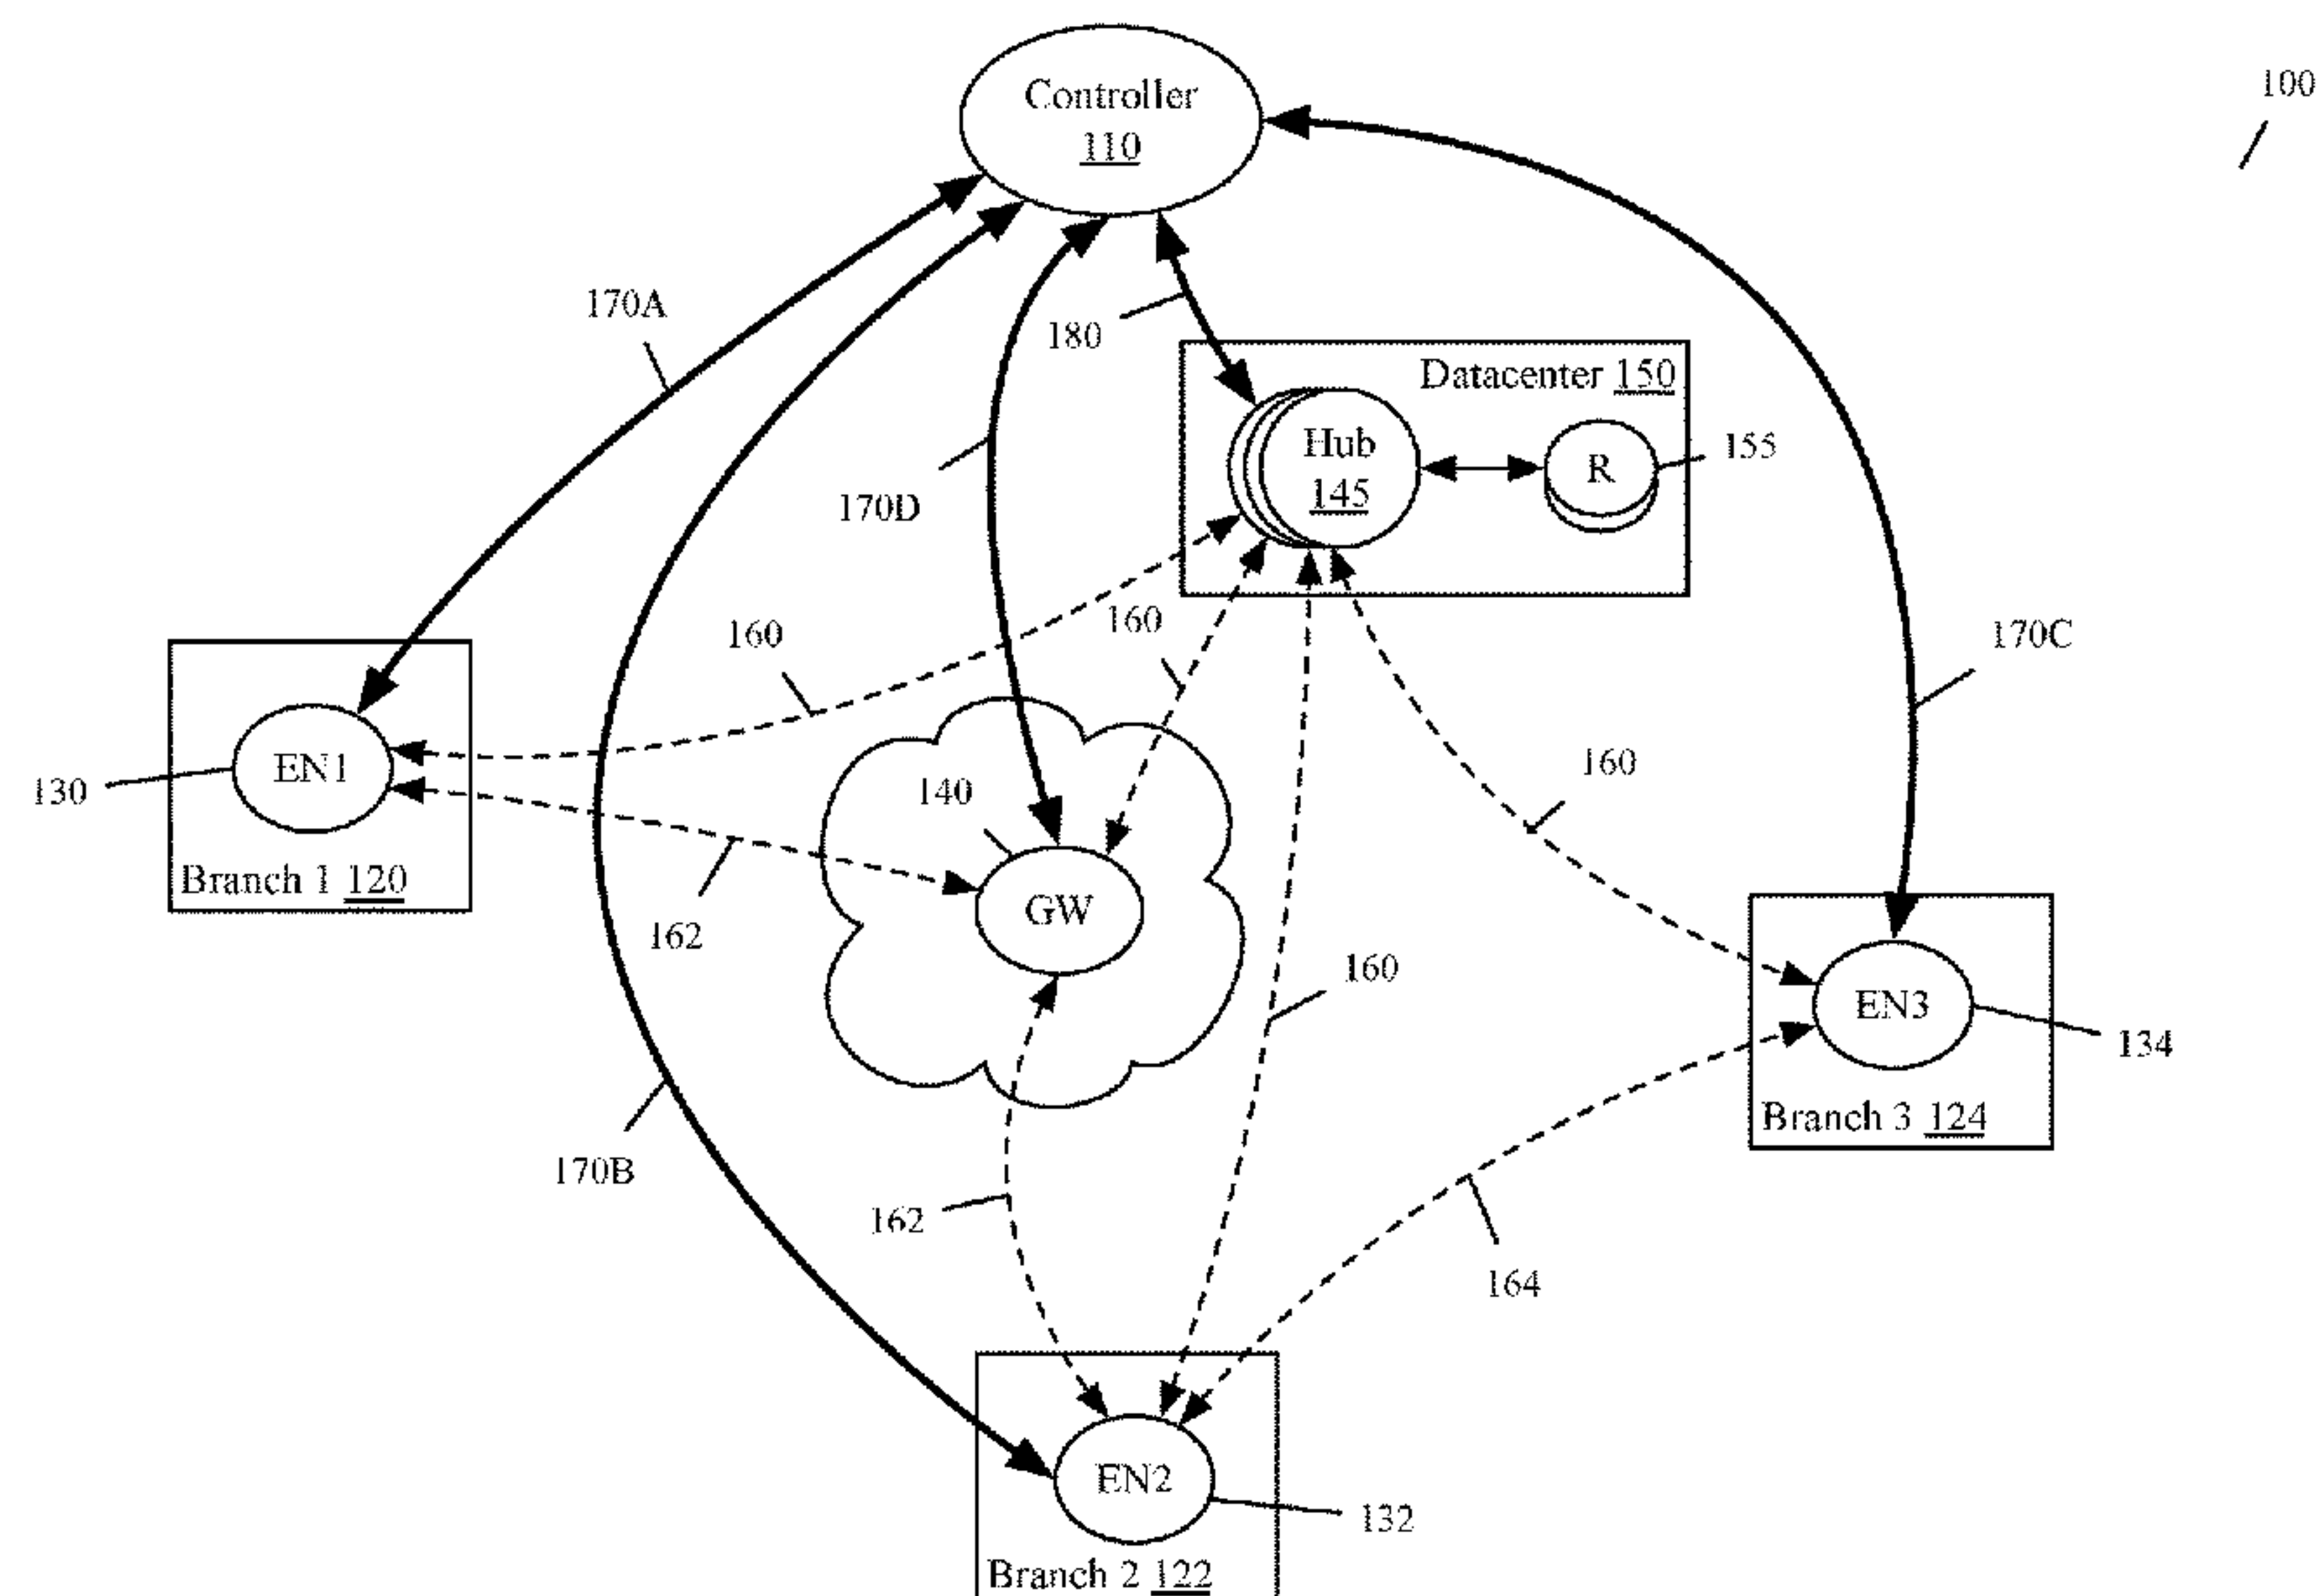 Controller
110
100
170A
180
Datacenter 150
Hub
145
R
155
170D
160
160
170C
EN1
130
140
160
Branch 1 120
162
GW
160
EN3
134
Branch 3 124
170B
162
164
EN2
132
Branch 2 122